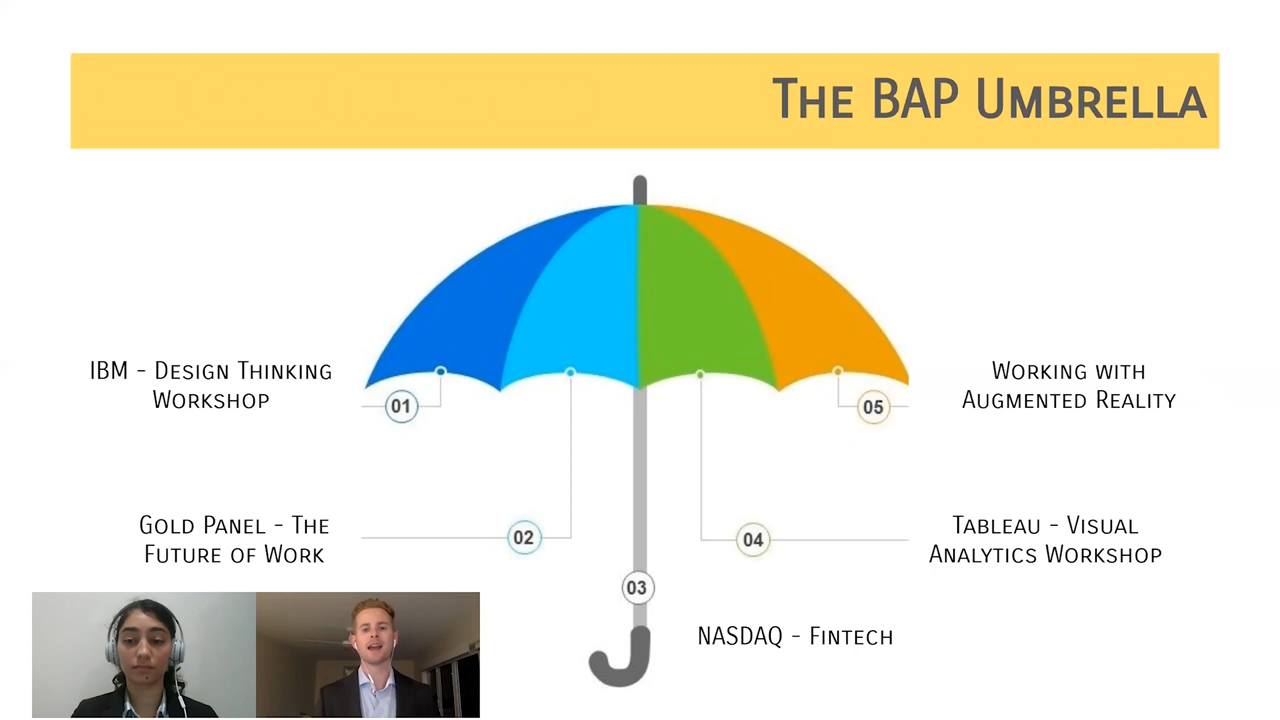 The BAP Umbrella
IBM - Design Thinking
Workshop
01
Gold Panel - The
Future of Work
02
03
NASDAQ - Fintech
04
Tableau - Visual
Analytics Workshop
05
Working with
Augmented Reality